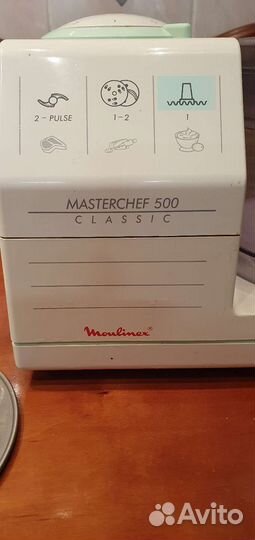 2 – PULSE
1–2
1
MASTERCHEF 500
CLASSIC
Moulinex®
Avito